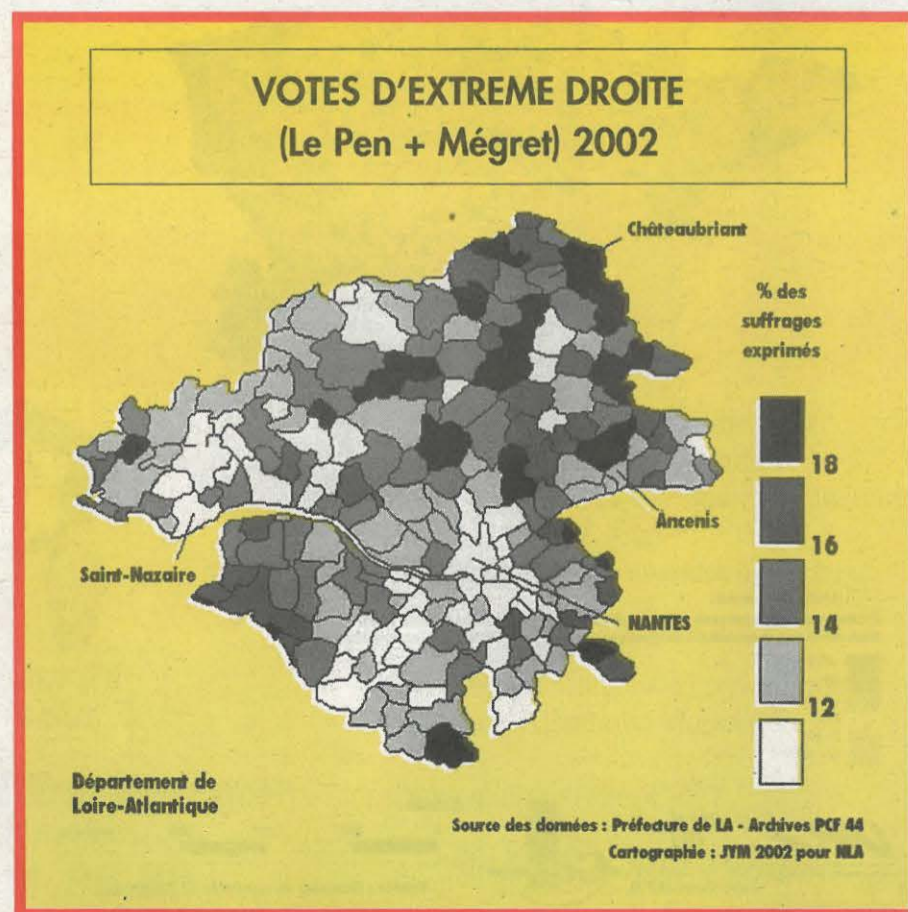 VOTES D'EXTREME DROITE
(Le Pen + Mégret) 2002
Châteaubriant
% des
suffrages
exprimés
18
16
14
12
Ancenis
Saint-Nazaire
NANTES
Département de
Loire-Atlantique
Source des données : Préfecture de LA - Archives PCF 44
Cartographie : JYM 2002 pour NLA